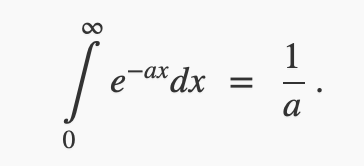 ∫₀^∞ e^{-ax} dx = 1/a .